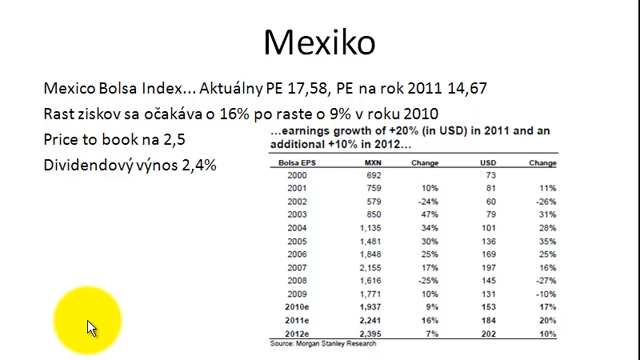 Mexiko
Mexico Bolsa Index... Aktuálny PE 17,58, PE na rok 2011 14,67
Rast ziskov sa očakáva o 16% po raste o 9% v roku 2010
Price to book na 2,5
Dividendový výnos 2,4%
…earnings growth of +20% (in USD) in 2011 and an
additional +10% in 2012…
Bolsa EPS MXN Change USD Change
2000 692 73
2001 759 10% 81 11%
2002 579 -24% 60 -26%
2003 850 47% 79 31%
2004 1,135 34% 101 28%
2005 1,481 30% 136 35%
2006 1,848 25% 169 25%
2007 2,155 17% 197 16%
2008 1,616 -25% 145 -27%
2009 1,771 10% 131 -10%
2010e 1,937 9% 153 17%
2011e 2,241 16% 184 20%
2012e 2,395 7% 202 10%
Source: Morgan Stanley Research